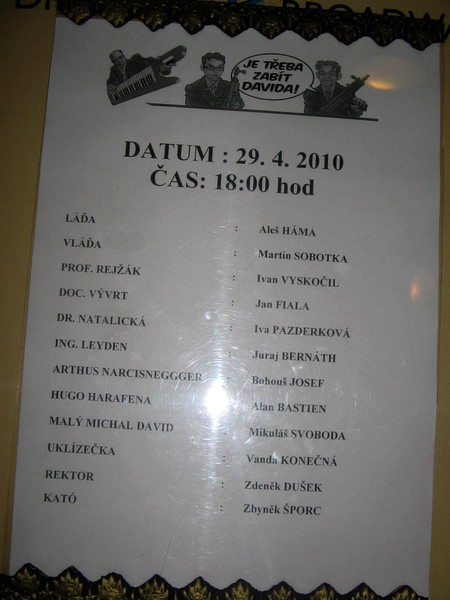 JE TŘEBA
ZABÍT
DAVIDA!
DATUM : 29. 4. 2010
ČAS: 18:00 hod
LÁĎA : Aleš HÁMA
VLÁĎA : Martin SOBOTKA
PROF. REJŽÁK : Ivan VYSKOČIL
DOC. VÝVRT : Jan FIALA
DR. NATALICKÁ : Iva PAZDERKOVÁ
ING. LEYDEN : Juraj BERNÁTH
ARTHUS NARCISNEGGGER : Bohouš JOSEF
HUGO HARAFENA : Alan BASTIEN
MALÝ MICHAL DAVID : Mikuláš SVOBODA
UKLÍZEČKA : Vanda KONEČNÁ
REKTOR : Zdeněk DUŠEK
KATÓ : Zbyněk ŠPORC